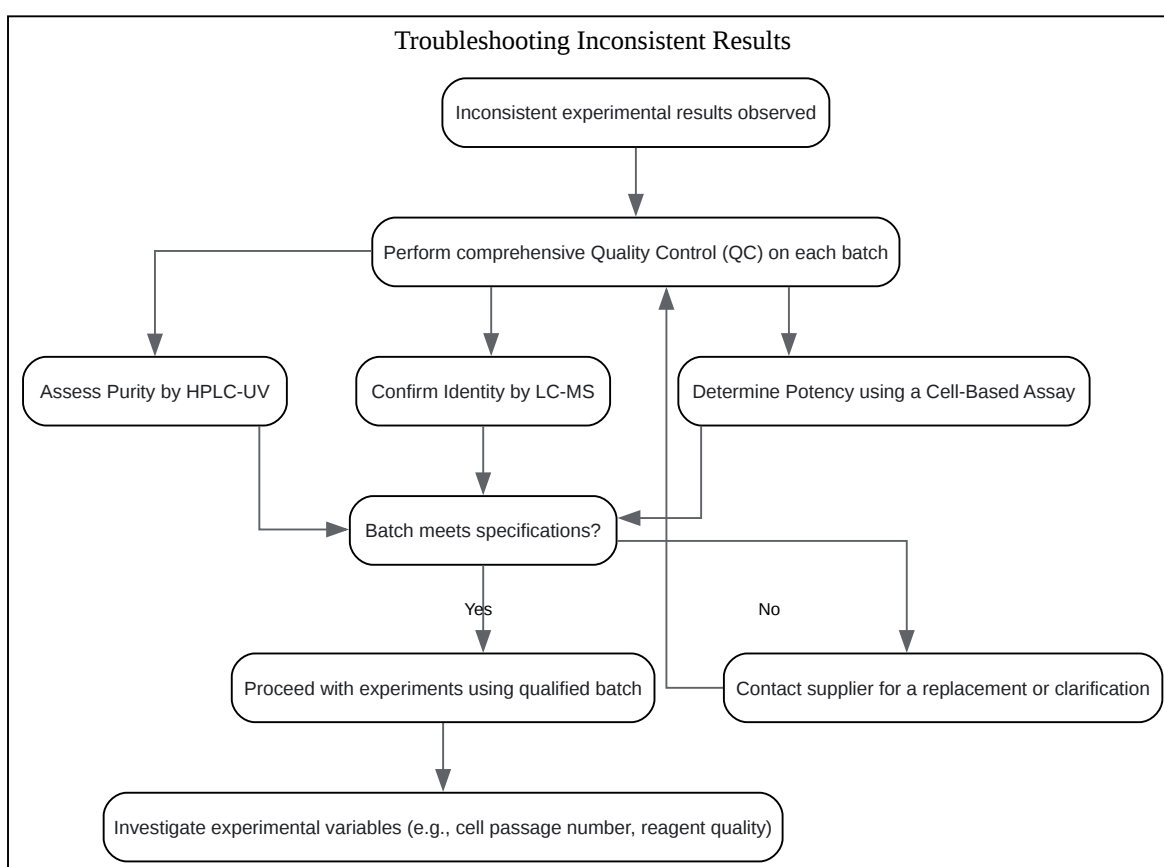 Troubleshooting Inconsistent Results
Inconsistent experimental results observed
Perform comprehensive Quality Control (QC) on each batch
Assess Purity by HPLC-UV
Confirm Identity by LC-MS
Determine Potency using a Cell-Based Assay
Batch meets specifications?
Yes
No
Proceed with experiments using qualified batch
Contact supplier for a replacement or clarification
Investigate experimental variables (e.g., cell passage number, reagent quality)